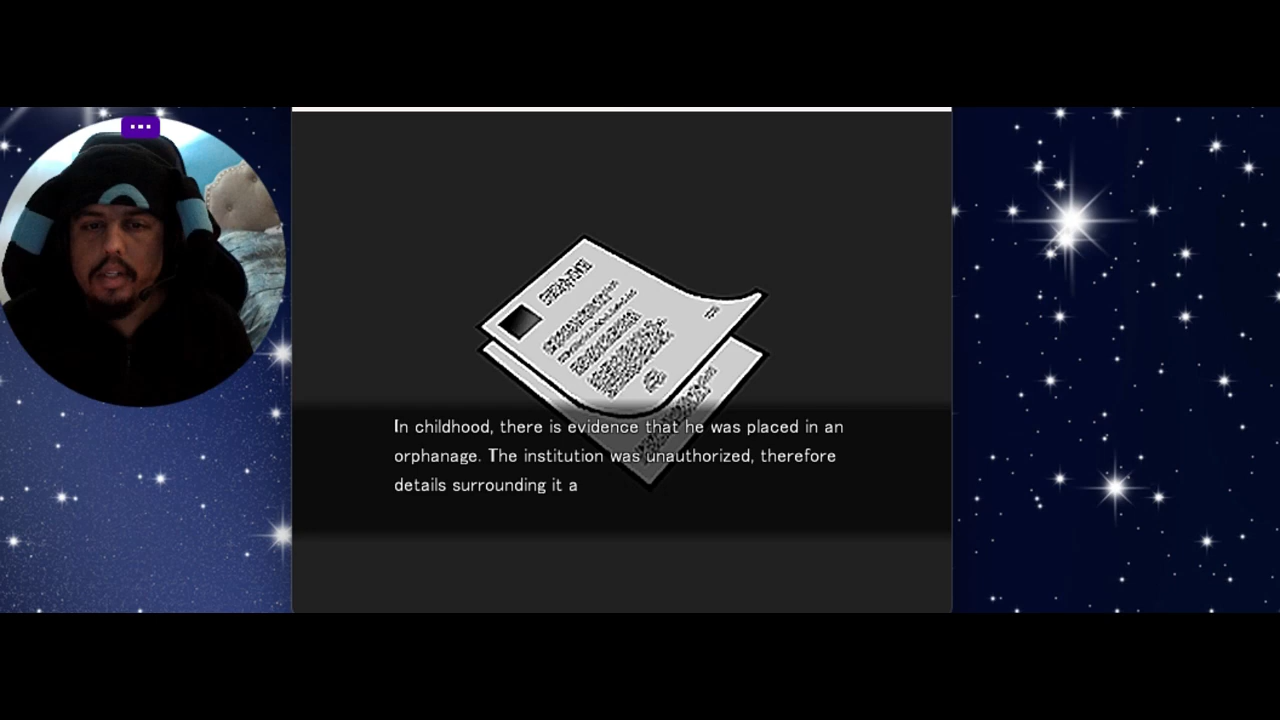 In childhood, there is evidence that he was placed in an
orphanage. The institution was unauthorized, therefore
details surrounding it a